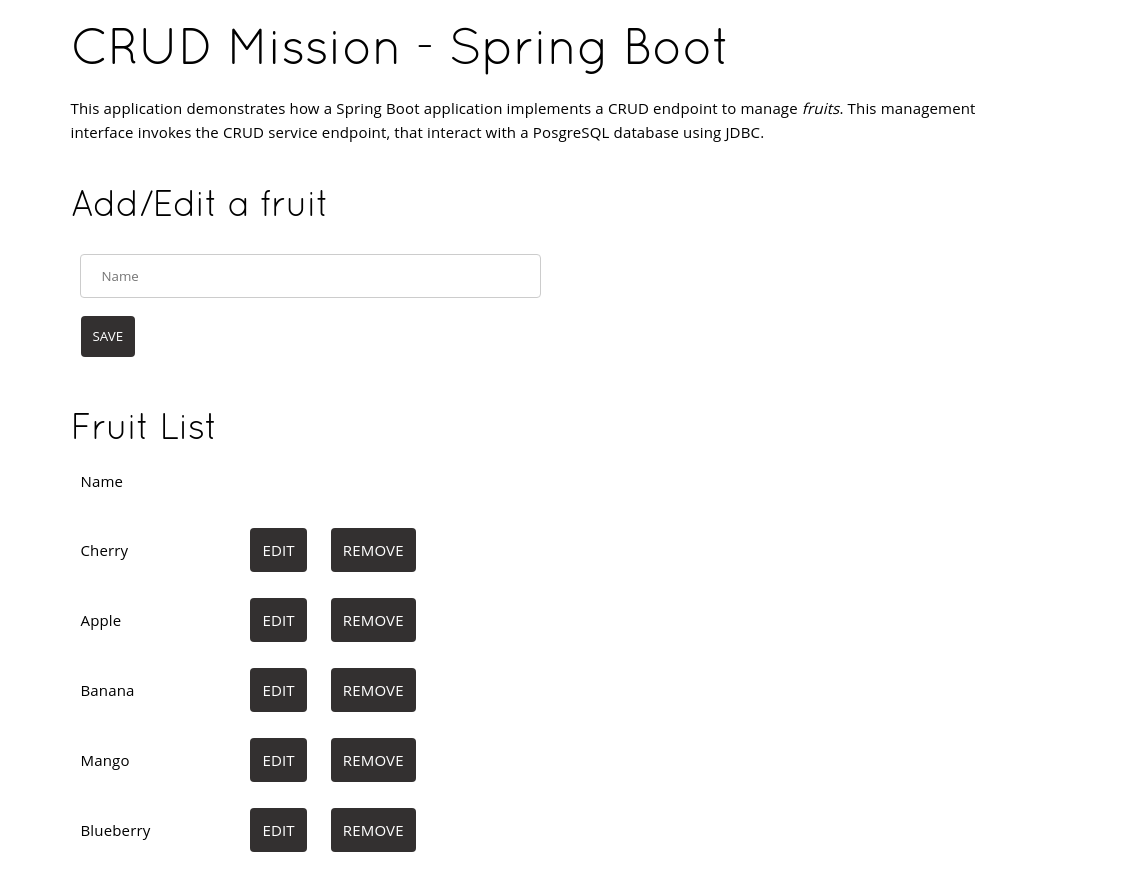 CRUD Mission - Spring Boot
This application demonstrates how a Spring Boot application implements a CRUD endpoint to manage fruits. This management
interface invokes the CRUD service endpoint, that interact with a PosgreSQL database using JDBC.
Add/Edit a fruit
Name
SAVE
Fruit List
Name
Cherry EDIT REMOVE
Apple EDIT REMOVE
Banana EDIT REMOVE
Mango EDIT REMOVE
Blueberry EDIT REMOVE